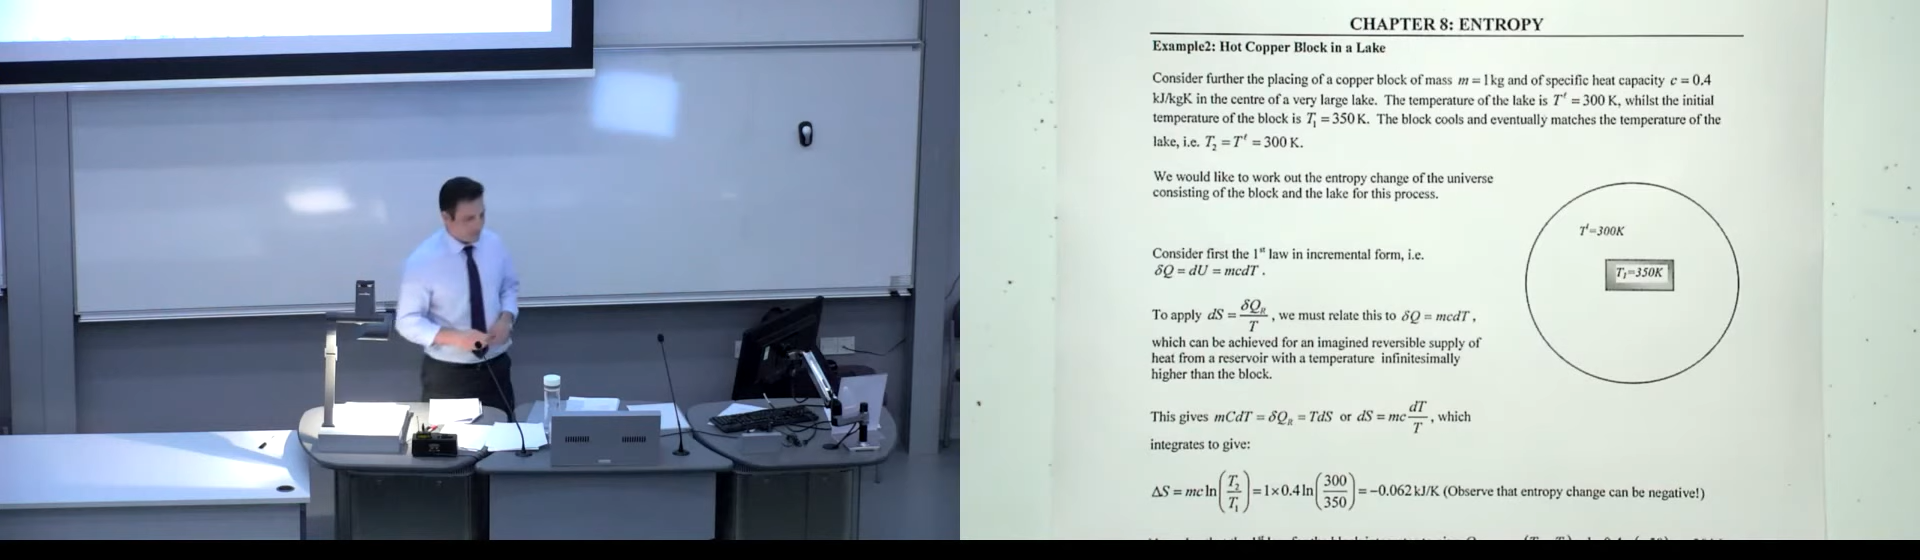 CHAPTER 8: ENTROPY
Example2: Hot Copper Block in a Lake
Consider further the placing of a copper block of mass m = 1 kg and of specific heat capacity c = 0.4
kJ/kgK in the centre of a very large lake. The temperature of the lake is T' = 300 K, whilst the initial
temperature of the block is T₁ = 350 K. The block cools and eventually matches the temperature of the
lake, i.e. T₂ = T' = 300 K.
We would like to work out the entropy change of the universe
consisting of the block and the lake for this process.
T'=300K
T₁=350K
Consider first the 1st law in incremental form, i.e.
δQ = dU = mcdT .
To apply dS = δQ_R/T , we must relate this to δQ = mcdT ,
which can be achieved for an imagined reversible supply of
heat from a reservoir with a temperature infinitesimally
higher than the block.
This gives mCdT = δQ_R = TdS or dS = mc dT/T , which
integrates to give:
ΔS = mc ln(T₂/T₁) = 1×0.4 ln(300/350) = −0.062 kJ/K (Observe that entropy change can be negative!)